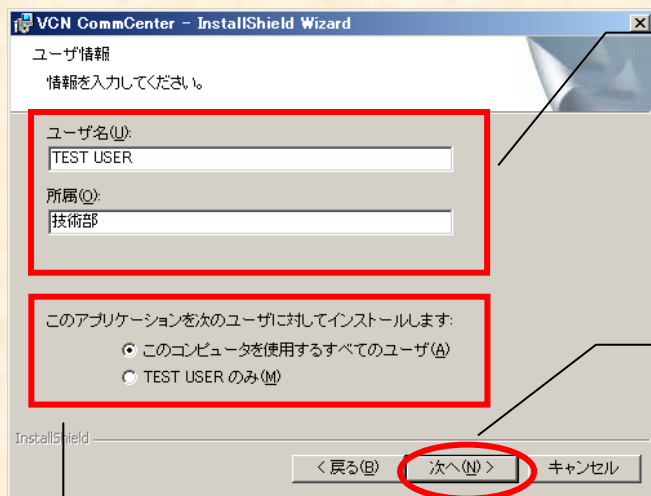 VCN CommCenter - InstallShield Wizard
ユーザ情報
情報を入力してください。
ユーザ名(U):
TEST USER
所属(O):
技術部
このアプリケーションを次のユーザに対してインストールします:
このコンピュータを使用するすべてのユーザ(A)
TEST USER のみ(M)
InstallShield
< 戻る(B)
次へ(N) >
キャンセル